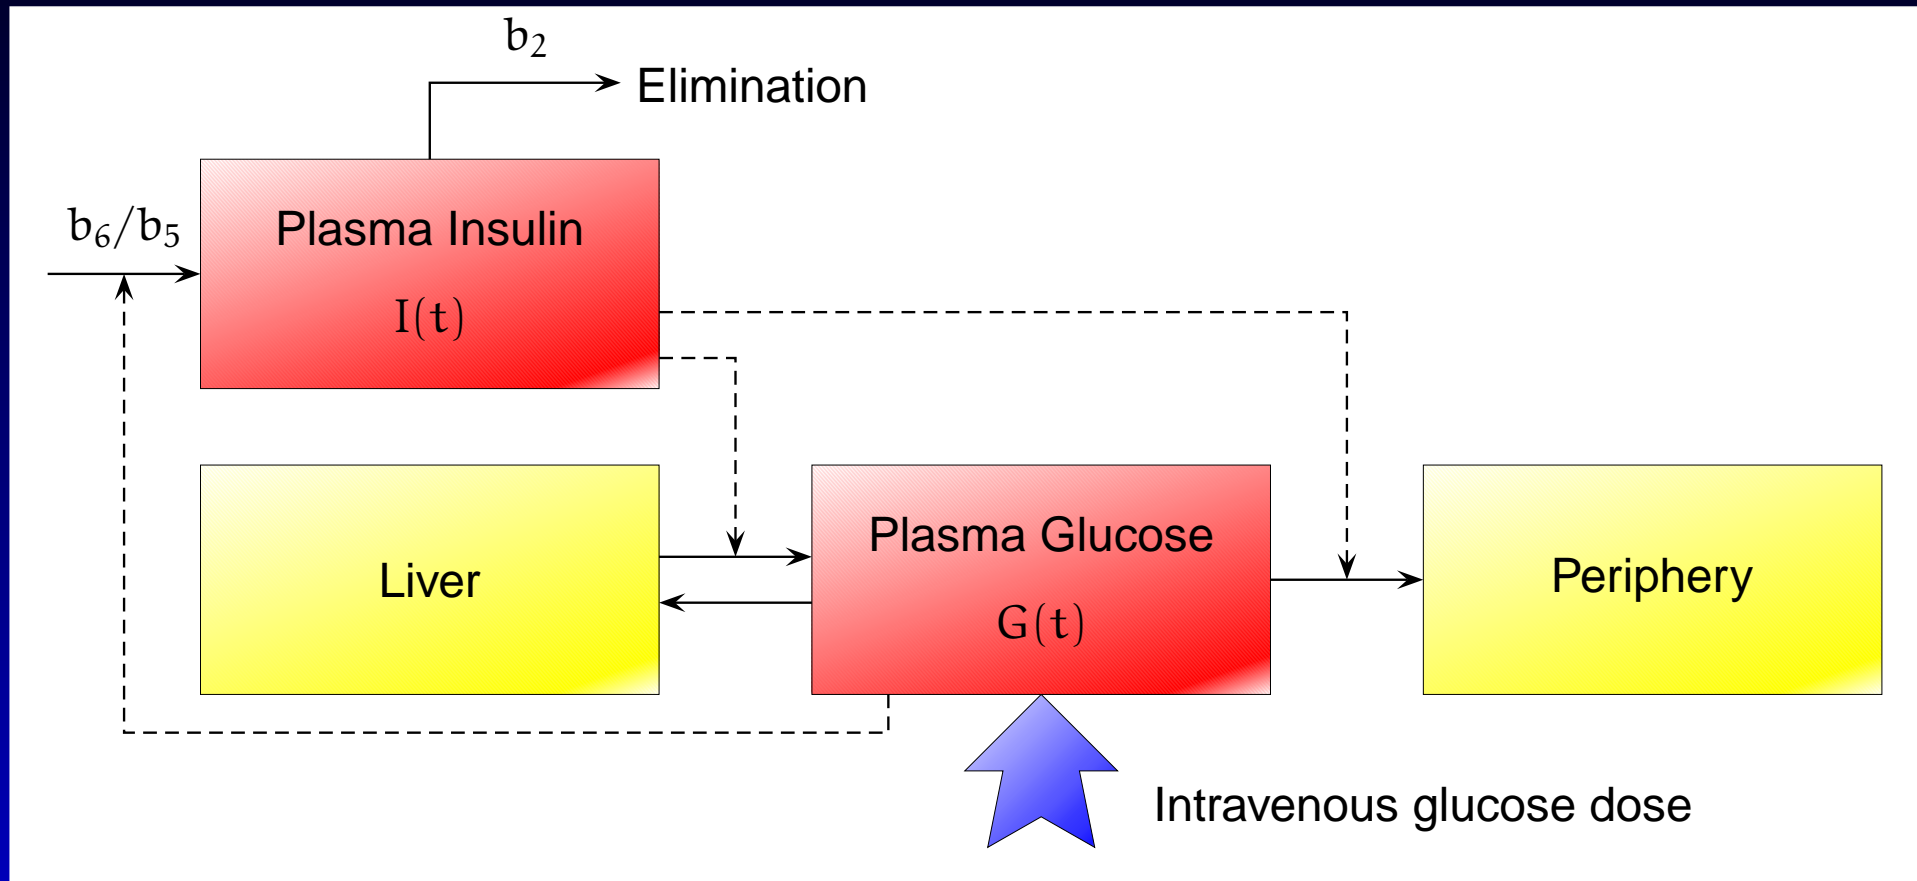 b₂
Elimination
b₆/b₅
Plasma Insulin
I(t)
Liver
Plasma Glucose
G(t)
Periphery
Intravenous glucose dose